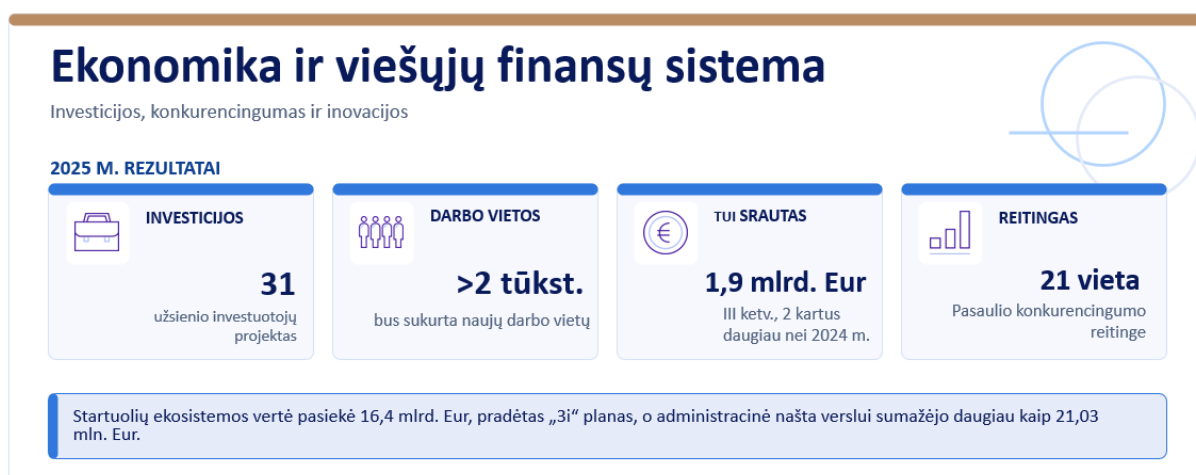 Ekonomika ir viešųjų finansų sistema
Investicijos, konkurencingumas ir inovacijos
2025 M. REZULTATAI
INVESTICIJOS
31
užsienio investuotojų
projektas
DARBO VIETOS
>2 tūkst.
bus sukurta naujų darbo vietų
TUI SRAUTAS
€
1,9 mlrd. Eur
III ketv., 2 kartus
daugiau nei 2024 m.
REITINGAS
21 vieta
Pasaulio konkurencingumo
reitinge
Startuolių ekosistemos vertė pasiekė 16,4 mlrd. Eur, pradėtas „3i“ planas, o administracinė našta verslui sumažėjo daugiau kaip 21,03
mln. Eur.